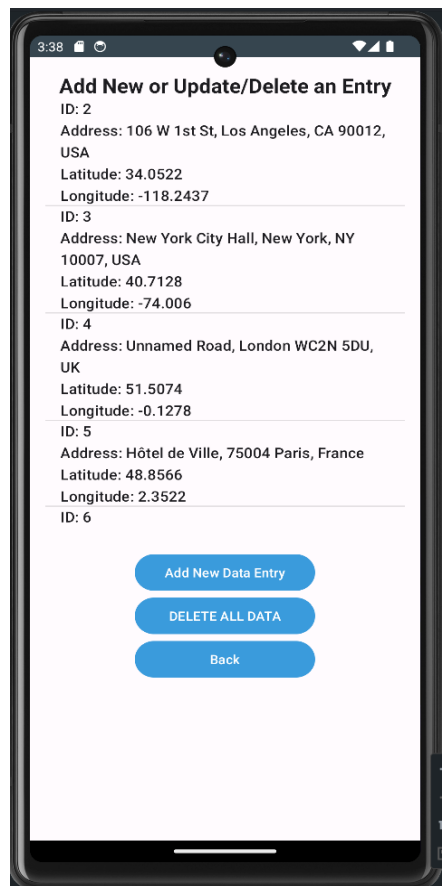 3:38
Add New or Update/Delete an Entry
ID: 2
Address: 106 W 1st St, Los Angeles, CA 90012,
USA
Latitude: 34.0522
Longitude: -118.2437
ID: 3
Address: New York City Hall, New York, NY
10007, USA
Latitude: 40.7128
Longitude: -74.006
ID: 4
Address: Unnamed Road, London WC2N 5DU,
UK
Latitude: 51.5074
Longitude: -0.1278
ID: 5
Address: Hôtel de Ville, 75004 Paris, France
Latitude: 48.8566
Longitude: 2.3522
ID: 6
Add New Data Entry
DELETE ALL DATA
Back